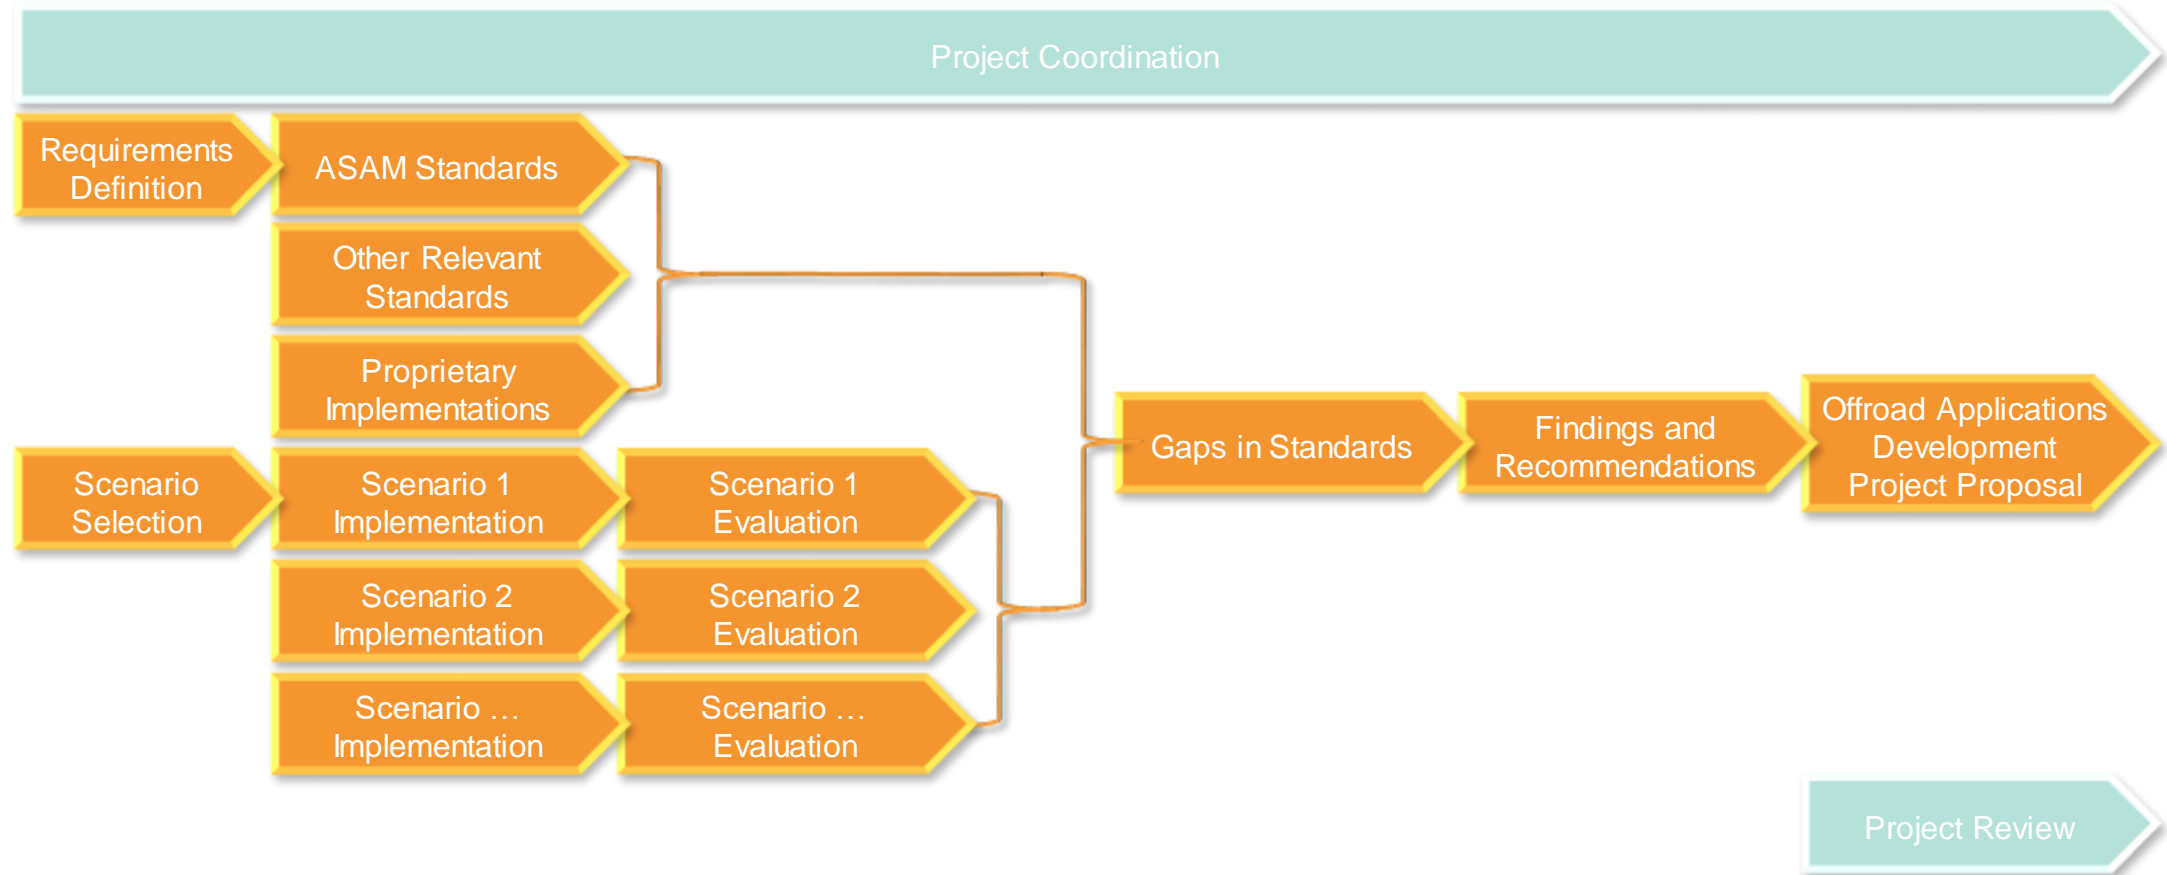 Project Coordination
Requirements
Definition
ASAM Standards
Other Relevant
Standards
Proprietary
Implementations
Scenario
Selection
Scenario 1
Implementation
Scenario 1
Evaluation
Scenario 2
Implementation
Scenario 2
Evaluation
Scenario …
Implementation
Scenario …
Evaluation
Gaps in Standards
Findings and
Recommendations
Offroad Applications
Development
Project Proposal
Project Review